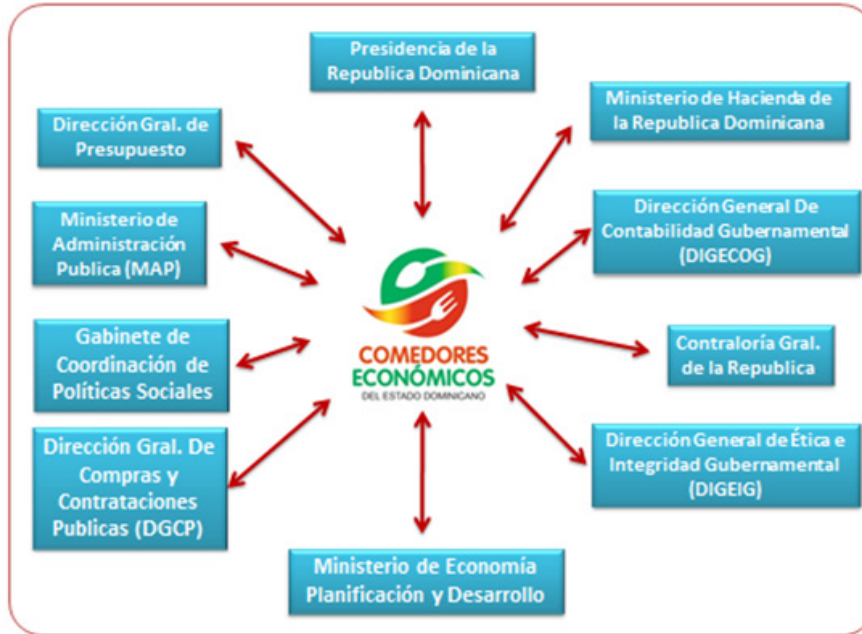 Presidencia de la
Republica Dominicana
Ministerio de Hacienda de
la Republica Dominicana
Dirección Gral. de
Presupuesto
Dirección General De
Contabilidad Gubernamental
(DIGECOG)
Ministerio de
Administración
Publica (MAP)
COMEDORES
ECONÓMICOS
DEL ESTADO DOMINICANO
Gabinete de
Coordinación de
Políticas Sociales
Contraloría Gral.
de la Republica
Dirección Gral. De
Compras y
Contrataciones
Publicas (DGCP)
Dirección General de Ética e
Integridad Gubernamental
(DIGEIG)
Ministerio de Economía
Planificación y Desarrollo